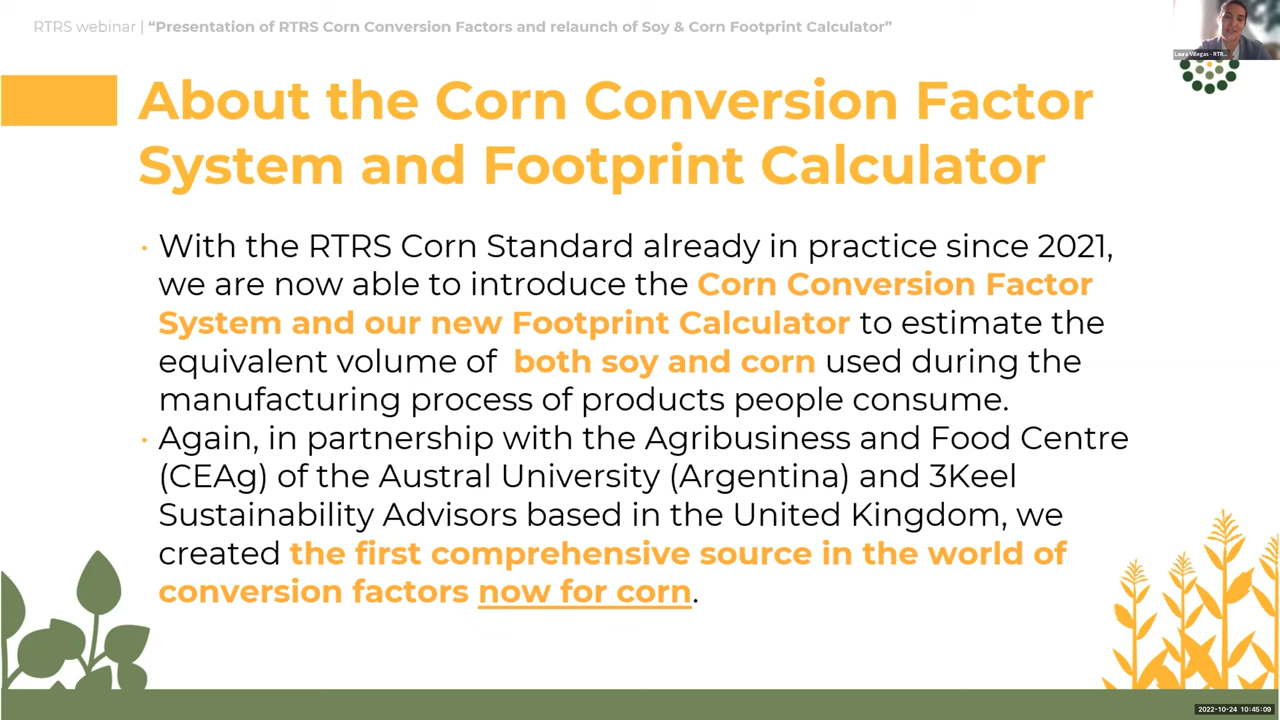 RTRS webinar | “Presentation of RTRS Corn Conversion Factors and relaunch of Soy & Corn Footprint Calculator”
Laura Villegas - RTR...
About the Corn Conversion Factor
System and Footprint Calculator
• With the RTRS Corn Standard already in practice since 2021,
we are now able to introduce the Corn Conversion Factor
System and our new Footprint Calculator to estimate the
equivalent volume of both soy and corn used during the
manufacturing process of products people consume.
• Again, in partnership with the Agribusiness and Food Centre
(CEAg) of the Austral University (Argentina) and 3Keel
Sustainability Advisors based in the United Kingdom, we
created the first comprehensive source in the world of
conversion factors now for corn.
2022-10-24 10:45:09